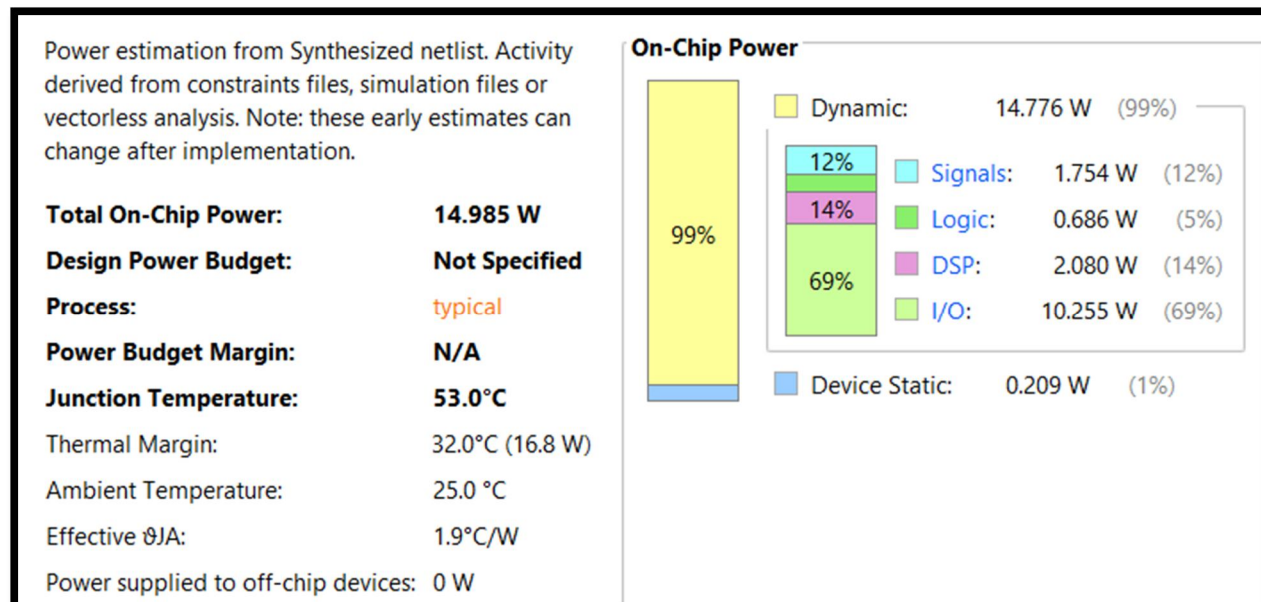 Power estimation from Synthesized netlist. Activity
derived from constraints files, simulation files or
vectorless analysis. Note: these early estimates can
change after implementation.
Total On-Chip Power: 14.985 W
Design Power Budget: Not Specified
Process: typical
Power Budget Margin: N/A
Junction Temperature: 53.0°C
Thermal Margin: 32.0°C (16.8 W)
Ambient Temperature: 25.0 °C
Effective ϑJA: 1.9°C/W
Power supplied to off-chip devices: 0 W
On-Chip Power
99%
Dynamic: 14.776 W (99%)
12%
14%
69%
Signals: 1.754 W (12%)
Logic: 0.686 W (5%)
DSP: 2.080 W (14%)
I/O: 10.255 W (69%)
Device Static: 0.209 W (1%)